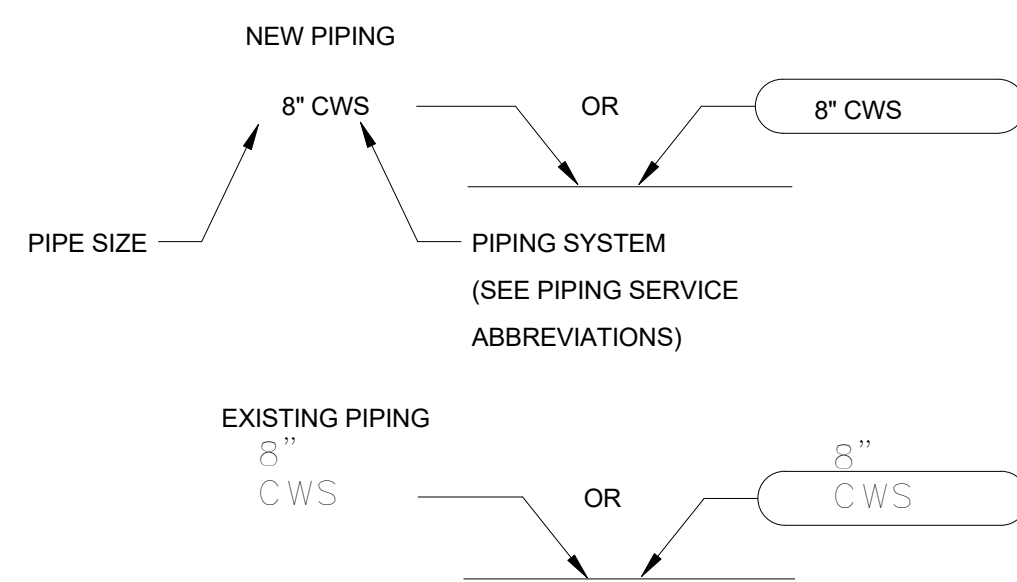 NEW PIPING
8" CWS
OR
8" CWS
PIPE SIZE
PIPING SYSTEM
(SEE PIPING SERVICE
ABBREVIATIONS)
EXISTING PIPING
8”
CWS
OR
8”
CWS